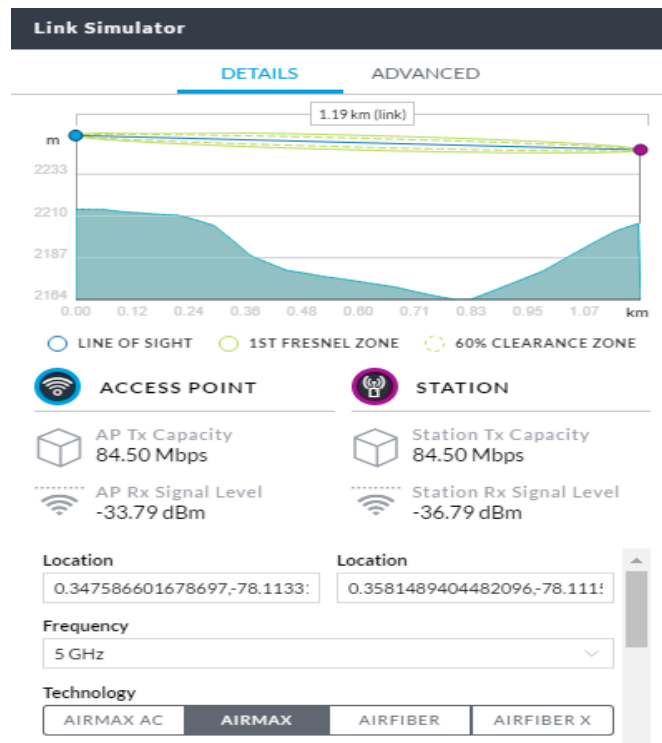 Link Simulator
DETAILS ADVANCED
1.19 km (link)
m
2233
2210
2187
2164
0.00 0.12 0.24 0.36 0.48 0.60 0.71 0.83 0.95 1.07 km
LINE OF SIGHT 1ST FRESNEL ZONE 60% CLEARANCE ZONE
ACCESS POINT STATION
AP Tx Capacity Station Tx Capacity
84.50 Mbps 84.50 Mbps
AP Rx Signal Level Station Rx Signal Level
-33.79 dBm -36.79 dBm
Location Location
0.347586601678697,-78.1133: 0.3581489404482096,-78.111!
Frequency
5 GHz
Technology
AIRMAX AC AIRMAX AIRFIBER AIRFIBER X